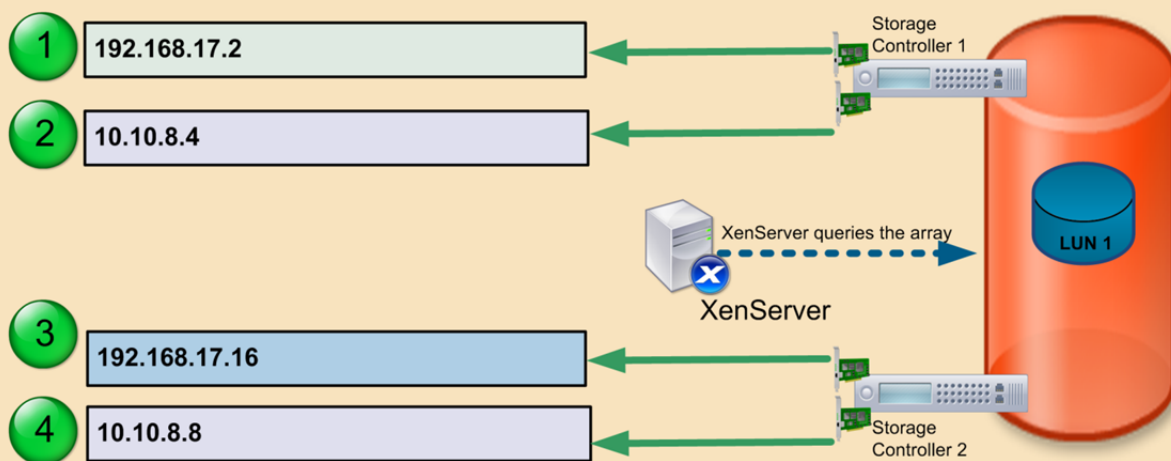 1
192.168.17.2
Storage
Controller 1
2
10.10.8.4
XenServer queries the array
LUN 1
X
XenServer
3
192.168.17.16
4
10.10.8.8
Storage
Controller 2